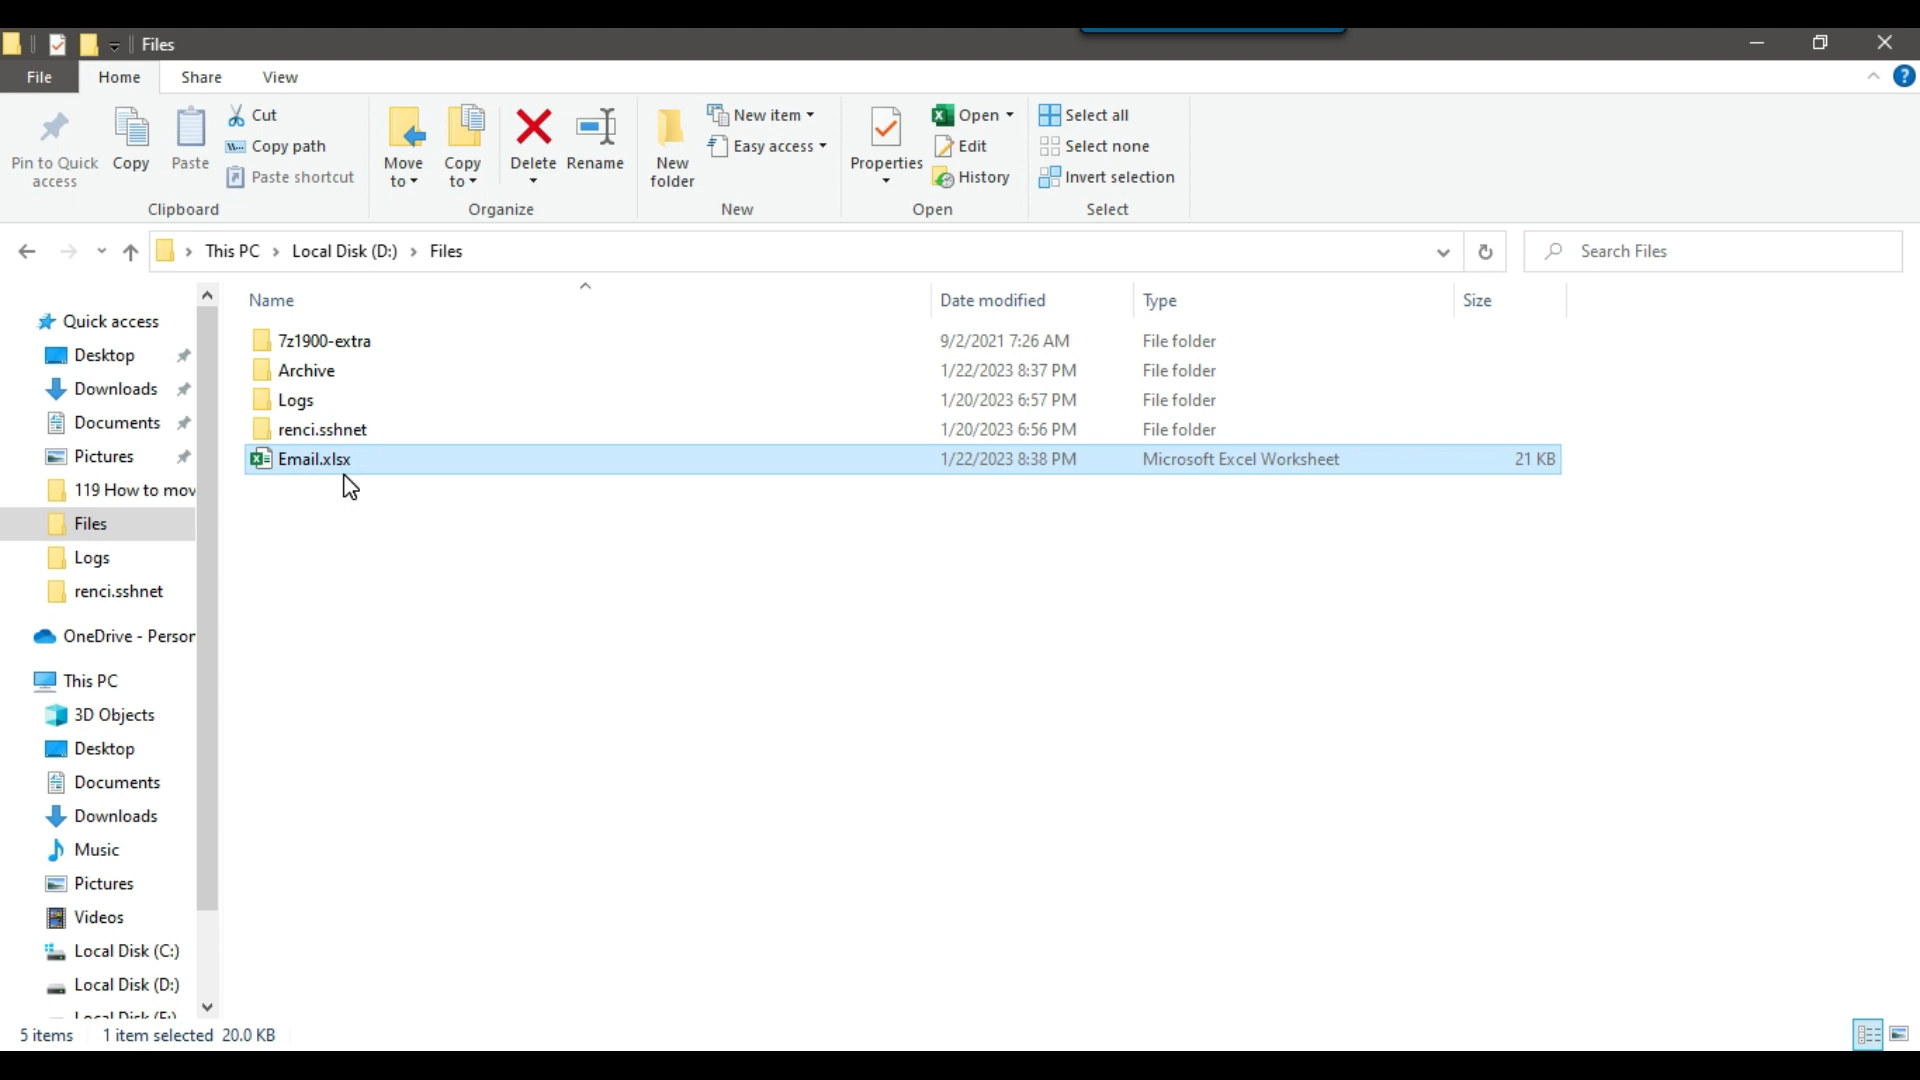 Files
File Home Share View
Pin to Quick access
Copy
Paste
Cut
Copy path
Paste shortcut
Clipboard
Move to
Copy to
Delete
Rename
Organize
New folder
New item
Easy access
New
Properties
Open
Edit
History
Open
Select all
Select none
Invert selection
Select
This PC > Local Disk (D:) > Files
Search Files
Name Date modified Type Size
7z1900-extra 9/2/2021 7:26 AM File folder
Archive 1/22/2023 8:37 PM File folder
Logs 1/20/2023 6:57 PM File folder
renci.sshnet 1/20/2023 6:56 PM File folder
Email.xlsx 1/22/2023 8:38 PM Microsoft Excel Worksheet 21 KB
Quick access
Desktop
Downloads
Documents
Pictures
119 How to mov
Files
Logs
renci.sshnet
OneDrive - Person
This PC
3D Objects
Desktop
Documents
Downloads
Music
Pictures
Videos
Local Disk (C:)
Local Disk (D:)
5 items 1 item selected 20.0 KB